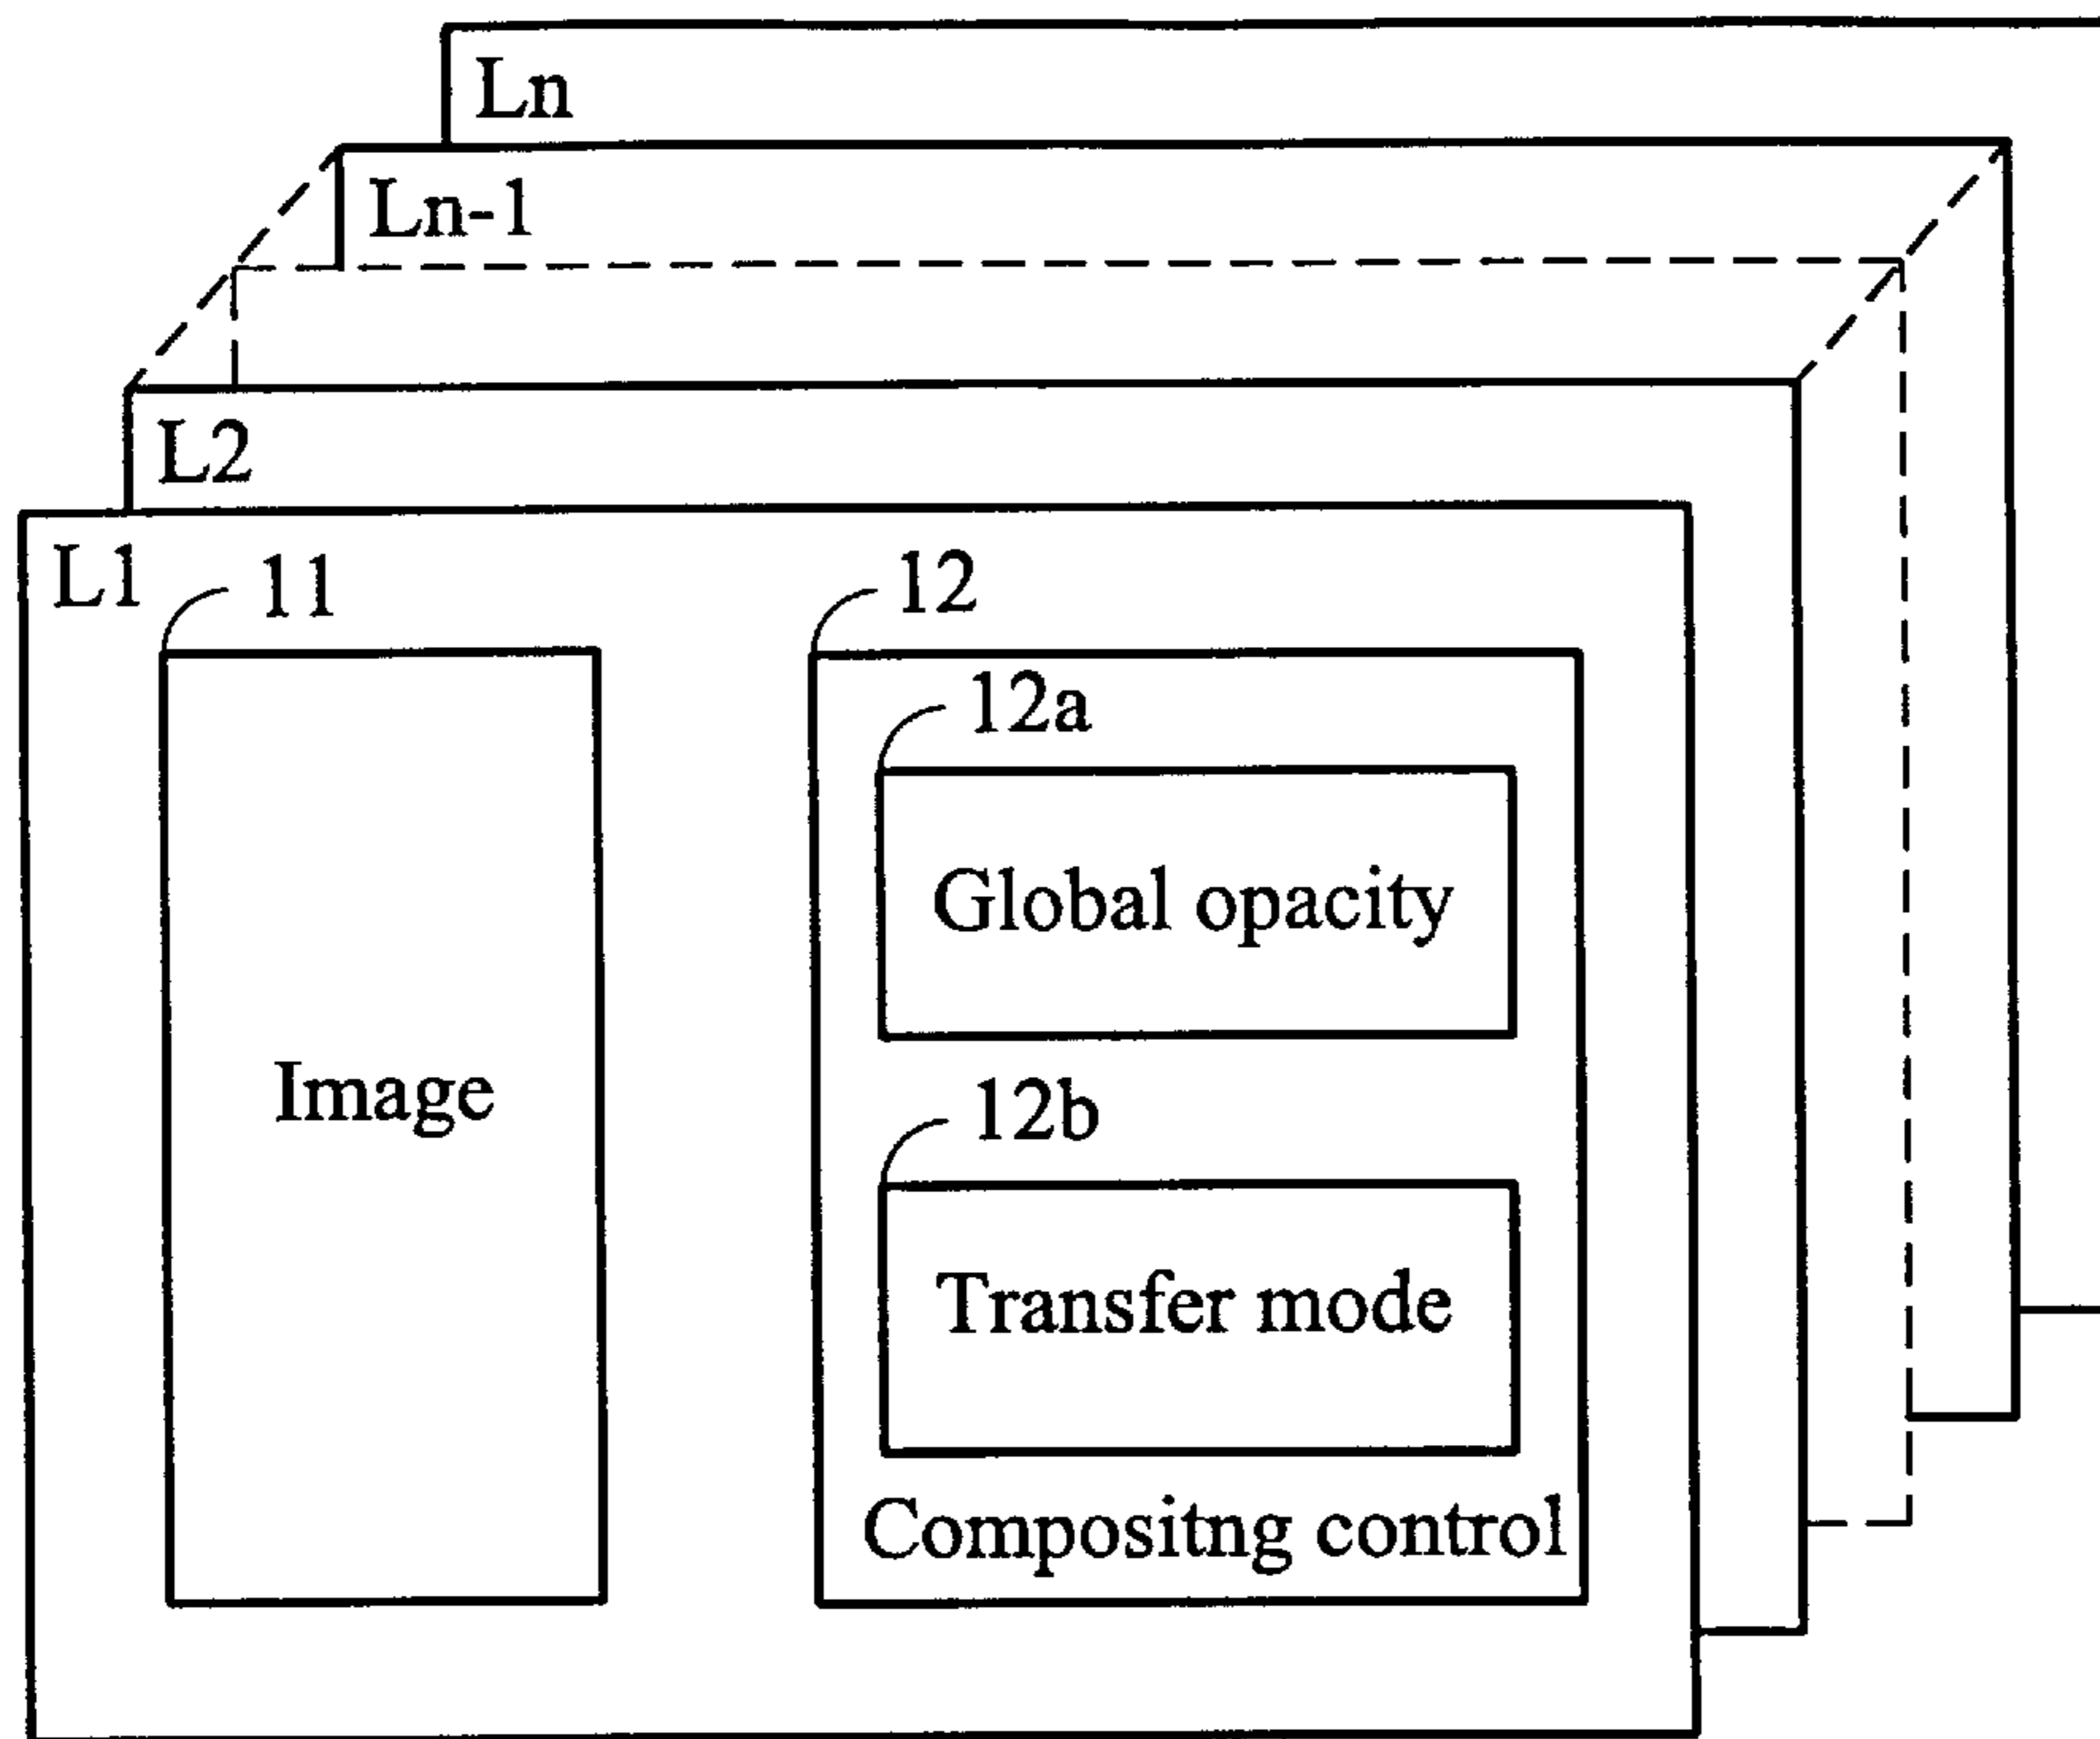 Ln
Ln-1
L2
L1
11
12
12a
Global opacity
Image
12b
Transfer mode
Compositng control